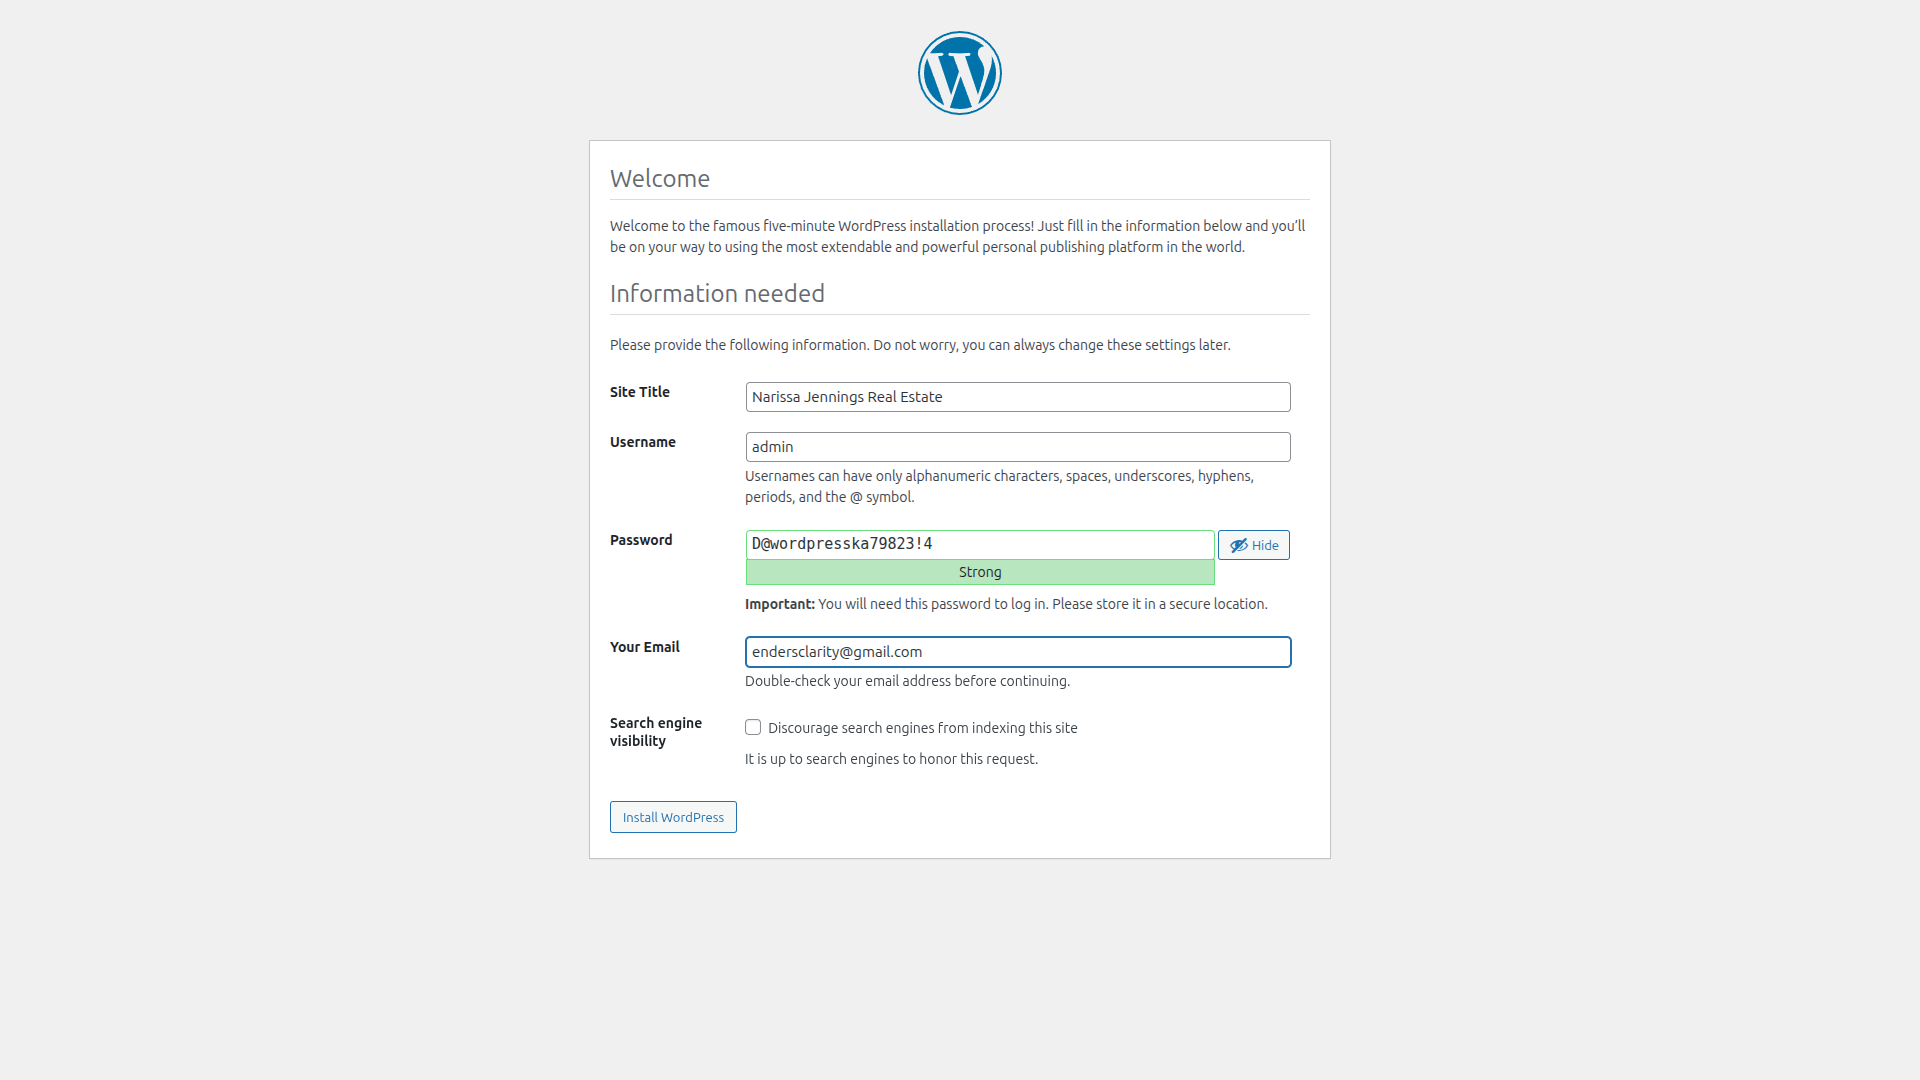 Welcome
Welcome to the famous five-minute WordPress installation process! Just fill in the information below and you'll
be on your way to using the most extendable and powerful personal publishing platform in the world.
Information needed
Please provide the following information. Do not worry, you can always change these settings later.
Site Title
Narissa Jennings Real Estate
Username
admin
Usernames can have only alphanumeric characters, spaces, underscores, hyphens,
periods, and the @ symbol.
Password
D@wordpresska79823!4
Hide
Strong
Important: You will need this password to log in. Please store it in a secure location.
Your Email
endersclarity@gmail.com
Double-check your email address before continuing.
Search engine
visibility
Discourage search engines from indexing this site
It is up to search engines to honor this request.
Install WordPress